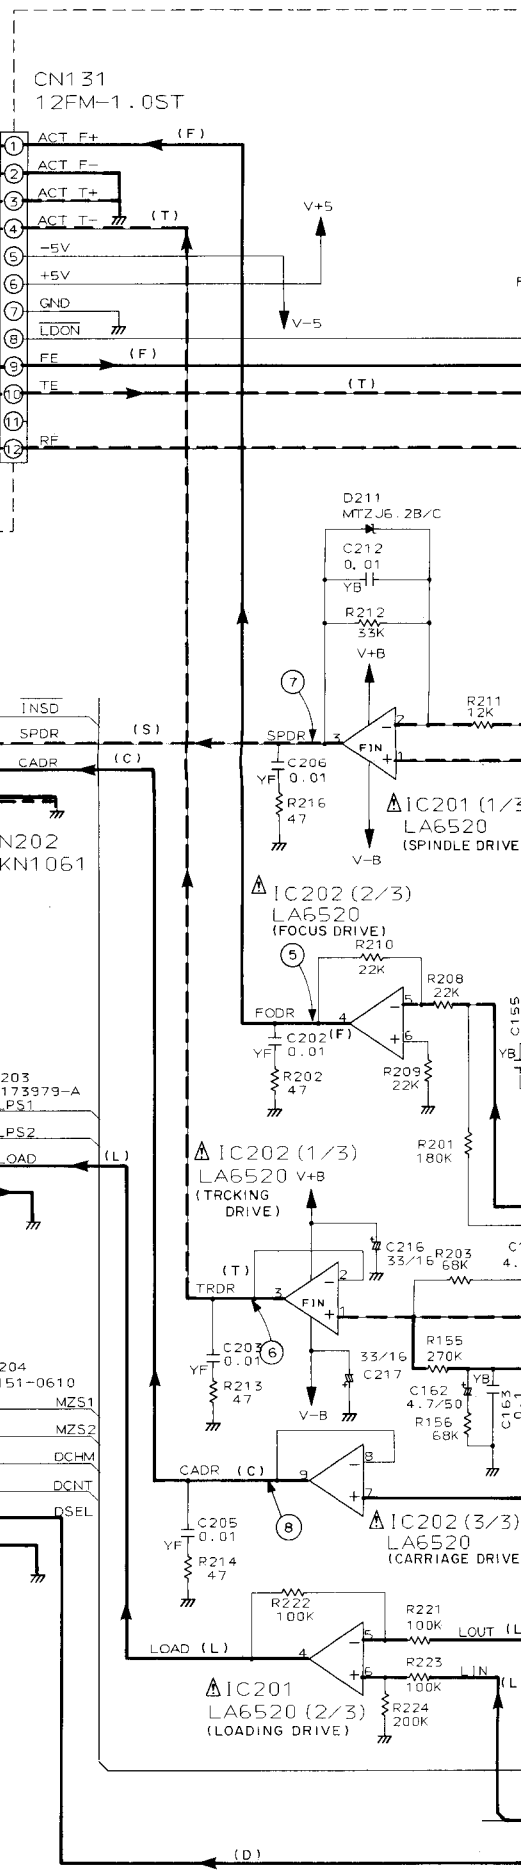 CN131
12FM-1.0ST
1 ACT F+ (F)
2 ACT F-
3 ACT T+
4 ACT T- (T)
V+5
5 -5V
6 +5V
7 GND
V-5
8 LDON
9 FE (F)
10 TE (T)
11
12 RF
D211
MTZJ6.2B/C
C212
0.01
YB
R212
33K
V+B
7
INSD
R211
12K
SPDR (S) SPDR 3 FIN - 2
+ 1
CADR (C)
C206
YF 0.01
R216
47
IC201 (1/3
LA6520
(SPINDLE DRIVE
V-B
N202
KN1061
IC202 (2/3)
LA6520
(FOCUS DRIVE)
R210
22K
5
R208
22K
FODR 4 - 5
(F)
+ 6
C202
YF 0.01
R202
47
R209
22K
C155
YB
203
173979-A
LPS1
LPS2
LOAD (L)
R201
180K
IC202 (1/3)
LA6520 V+B
(TRCKING
DRIVE)
C216
33/16
R203
68K
(T)
TRDR 3 FIN - 2
+ 1
6
C203
YF 0.01
R213
47
33/16
C217
V-B
R155
270K
C162
4.7/50
YB
C163
R156
68K
204
151-0610
MZS1
MZS2
DCHM
DCNT
DSEL
CADR (C) 9 - 8
+ 7
8
C205
YF 0.01
R214
47
IC202 (3/3)
LA6520
(CARRIAGE DRIVE
R222
100K
R221
100K
LOUT (L
LOAD (L) 4 - 5
+ 6
R223
100K
LIN (L
R224
200K
IC201
LA6520 (2/3)
(LOADING DRIVE)
(D)